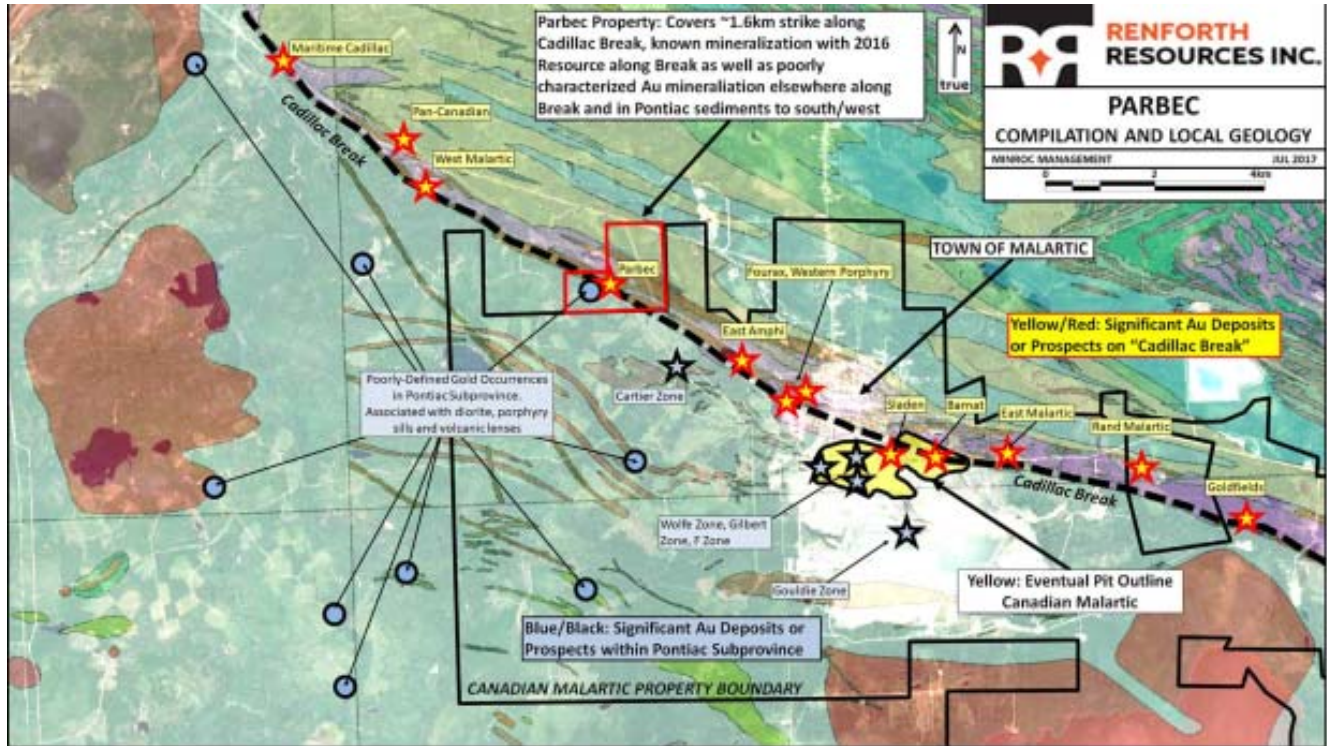 Parbec Property: Covers ~1.6km strike along
Cadillac Break, known mineralization with 2016
Resource along Break as well as poorly
characterized Au mineraliation elsewhere along
Break and in Pontiac sediments to south/west
N
true
RENFORTH
RESOURCES INC.
PARBEC
COMPILATION AND LOCAL GEOLOGY
MINROC MANAGEMENT JUL 2017
0 2 4km
Maritime Cadillac
Cadillac Break
Pan-Canadian
West Malartic
Parbec
TOWN OF MALARTIC
Fourax, Western Porphyry
East Amphi
Yellow/Red: Significant Au Deposits
or Prospects on "Cadillac Break"
Poorly-Defined Gold Occurrences
in Pontiac Subprovince.
Associated with diorite, porphyry
sills and volcanic lenses
Cartier Zone
Sladen
Barnat
East Malartic
Rand Malartic
Cadillac Break
Goldfields
Wolfe Zone, Gilbert
Zone, F Zone
Gouldie Zone
Yellow: Eventual Pit Outline
Canadian Malartic
Blue/Black: Significant Au Deposits or
Prospects within Pontiac Subprovince
CANADIAN MALARTIC PROPERTY BOUNDARY